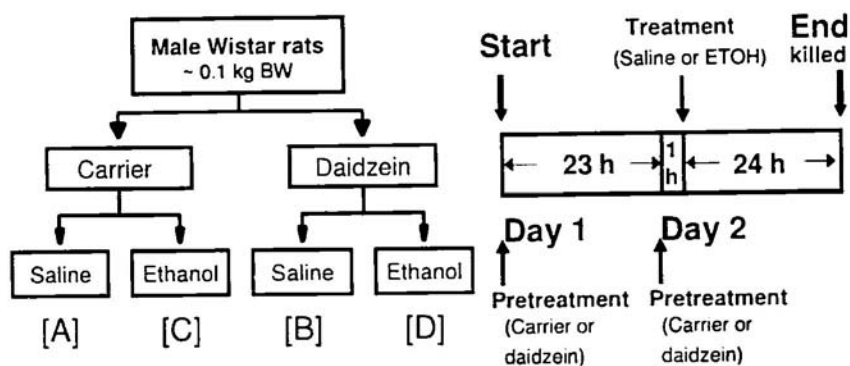 Male Wistar rats
~ 0.1 kg BW
Carrier
Daidzein
Saline
Ethanol
Saline
Ethanol
[A]
[C]
[B]
[D]
Start
Treatment
(Saline or ETOH)
End
killed
23 h
1
h
24 h
Day 1
Day 2
Pretreatment
(Carrier or
daidzein)
Pretreatment
(Carrier or
daidzein)